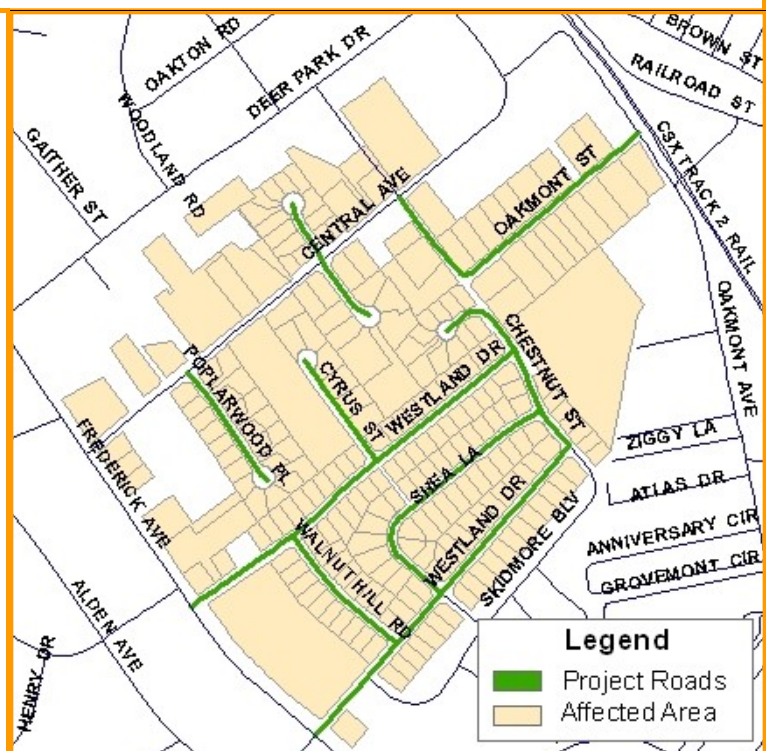 BROWN ST
OAKTON RD
DEER PARK DR
RAILROAD ST
WOODLAND RD
GAITHER ST
CSX TRACK 2 RAIL
OAKMONT ST
CENTRAL AVE
OAKMONT AVE
CHESTNUT ST
POPLARWOOD PL
CYRUS ST
WESTLAND DR
FREDERICK AVE
ZIGGY LA
SHEA LA
ATLAS DR
WESTLAND DR
SKIDMORE BLV
ANNIVERSARY CIR
WALNUTHILL RD
GROVEMONT CIR
ALDEN AVE
HENRY DR
Legend
Project Roads
Affected Area